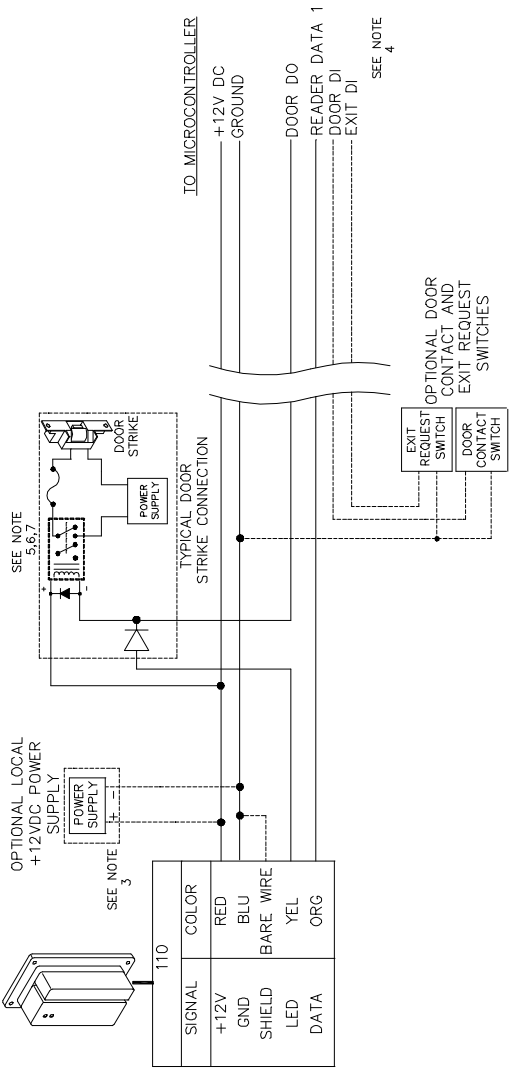 OPTIONAL LOCAL
+12VDC POWER
SUPPLY
POWER
SUPPLY
+ -
SEE NOTE
3
110
SIGNAL COLOR
+12V RED
GND BLU
SHIELD BARE WIRE
LED YEL
DATA ORG
SEE NOTE
5,6,7
+
-
DOOR
STRIKE
POWER
SUPPLY
TYPICAL DOOR
STRIKE CONNECTION
TO MICROCONTROLLER
+12V DC
GROUND
DOOR DO
READER DATA 1
DOOR DI
EXIT DI
SEE NOTE
4
EXIT
REQUEST
SWITCH
DOOR
CONTACT
SWITCH
OPTIONAL DOOR
CONTACT AND
EXIT REQUEST
SWITCHES